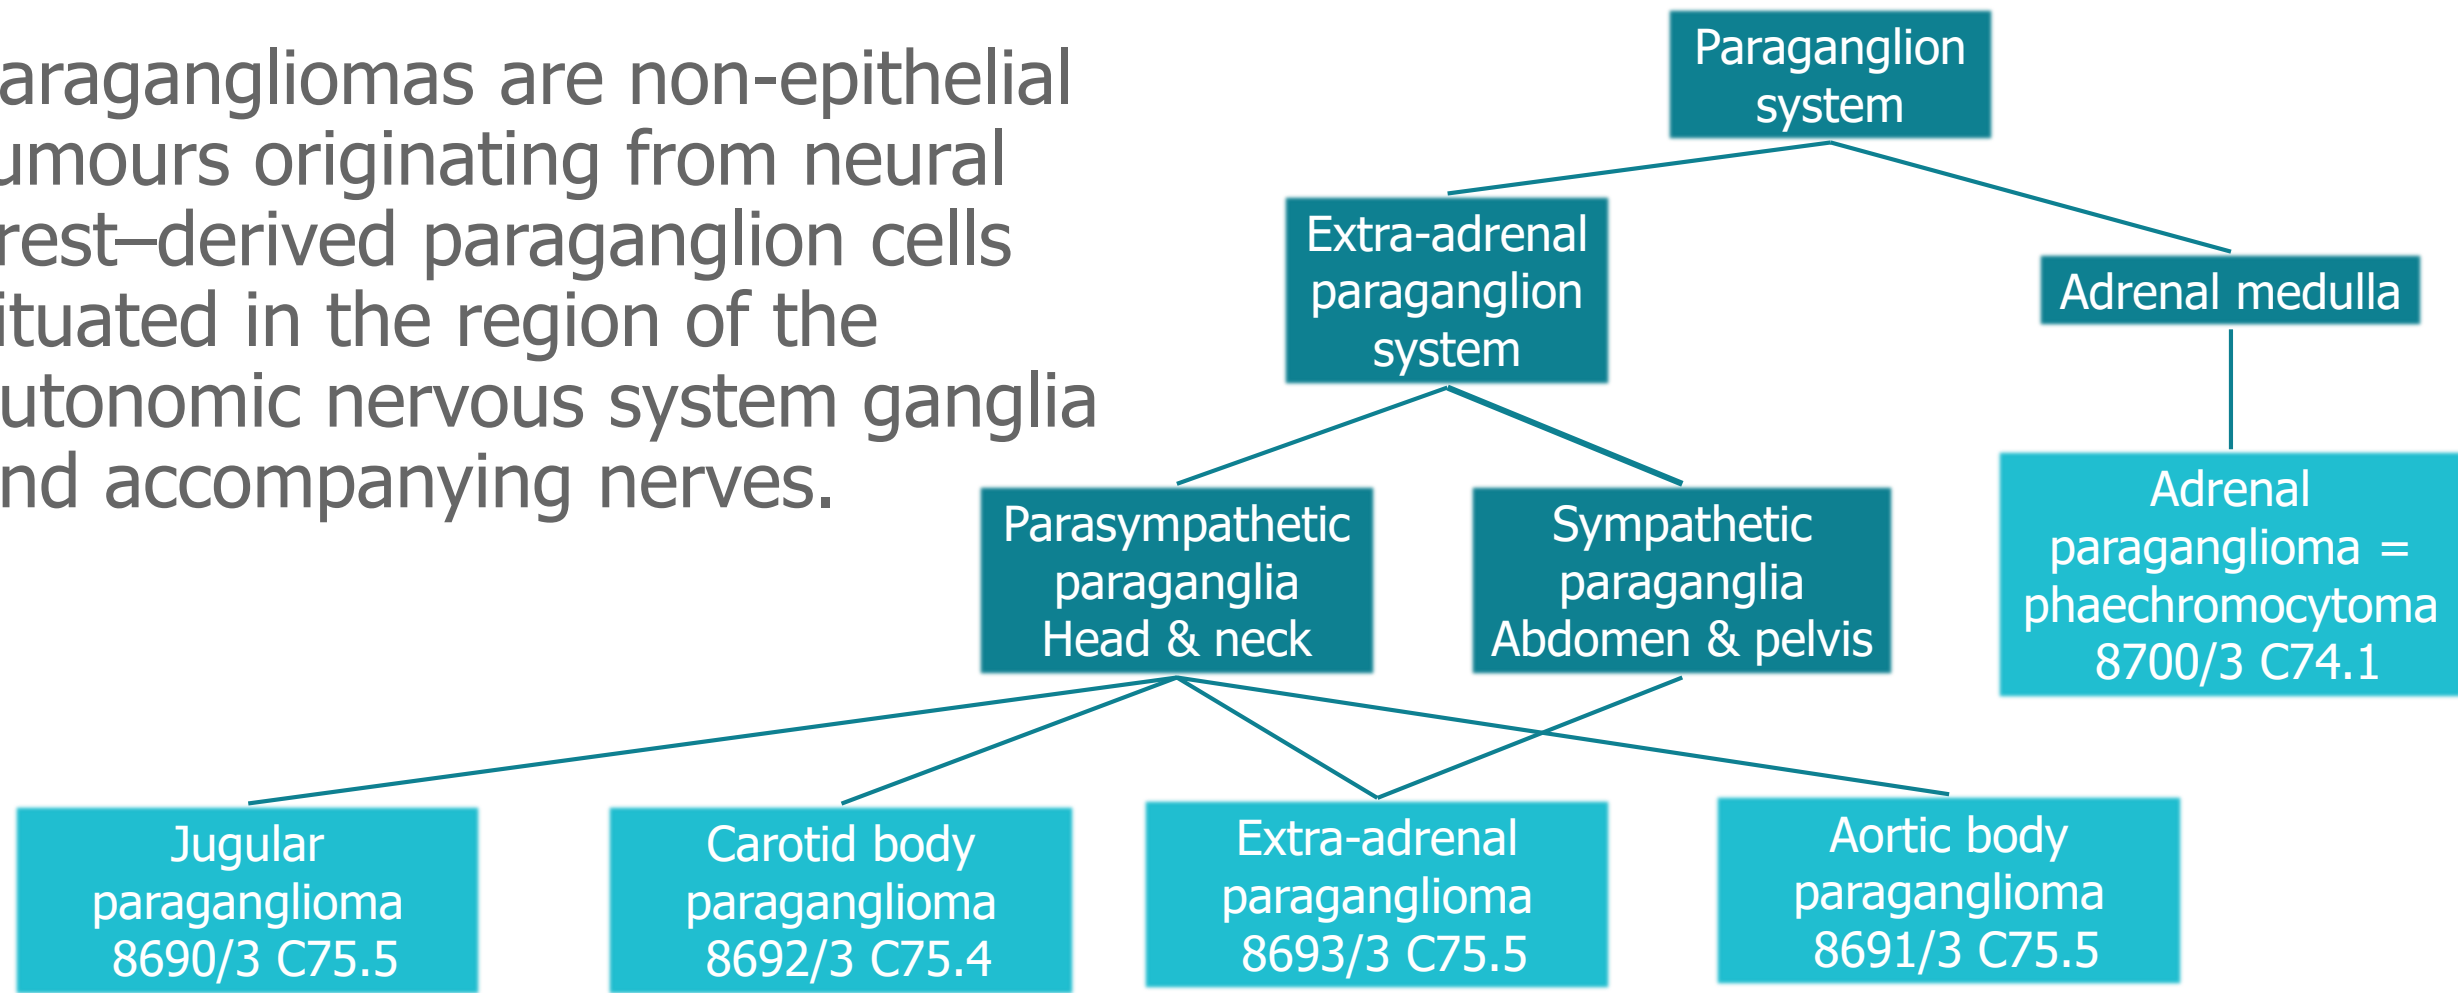 aragangliomas are non-epithelial
umours originating from neural
rest–derived paraganglion cells
ituated in the region of the
utonomic nervous system ganglia
nd accompanying nerves.
Paraganglion
system
Extra-adrenal
paraganglion
system
Adrenal medulla
Parasympathetic
paraganglia
Head & neck
Sympathetic
paraganglia
Abdomen & pelvis
Adrenal
paraganglioma =
phaechromocytoma
8700/3 C74.1
Jugular
paraganglioma
8690/3 C75.5
Carotid body
paraganglioma
8692/3 C75.4
Extra-adrenal
paraganglioma
8693/3 C75.5
Aortic body
paraganglioma
8691/3 C75.5